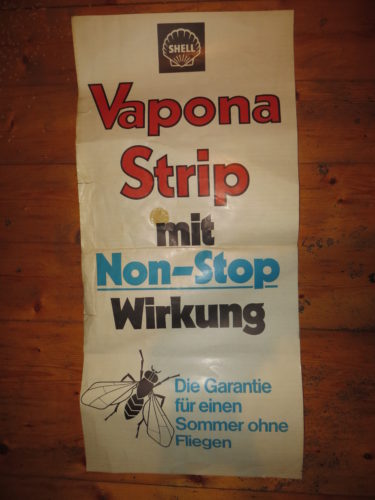 SHELL
Vapona
Strip
mit
Non-Stop
Wirkung
Die Garantie
für einen
Sommer ohne
Fliegen